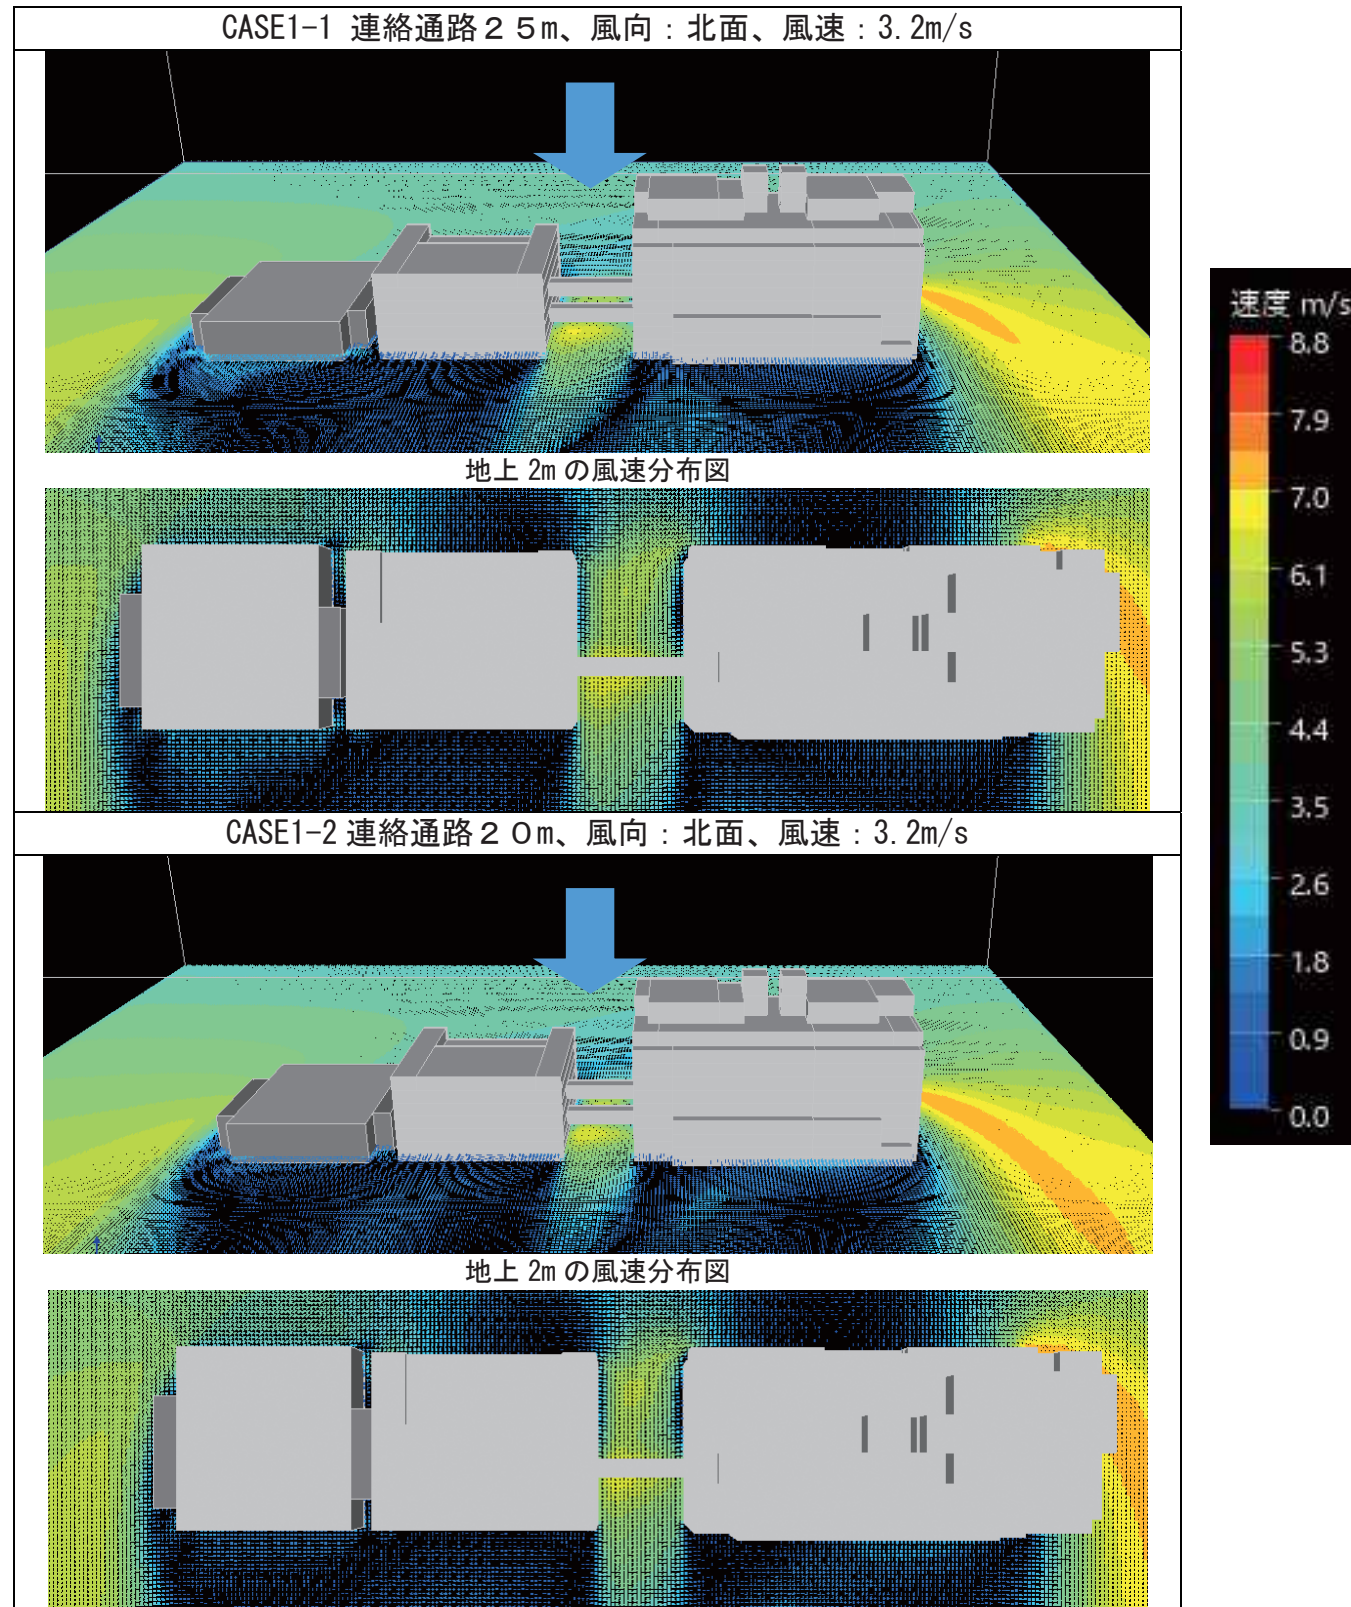 CASE1-1 連絡通路２５m、風向：北面、風速：3.2m/s
地上 2m の風速分布図
CASE1-2 連絡通路２０m、風向：北面、風速：3.2m/s
地上 2m の風速分布図
速度 m/s
8.8
7.9
7.0
6.1
5.3
4.4
3.5
2.6
1.8
0.9
0.0